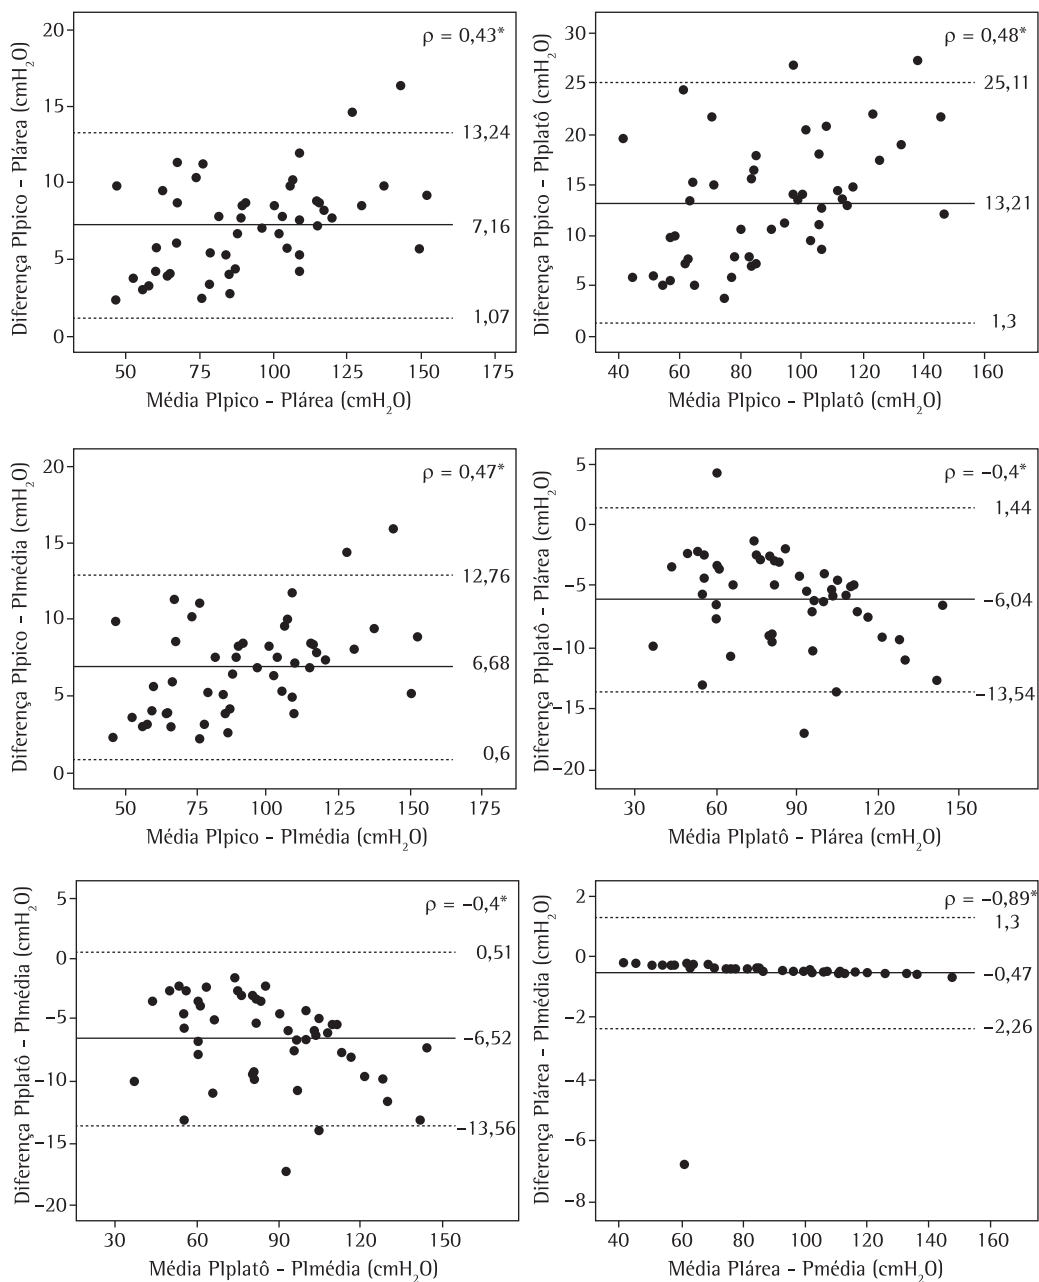 20
15
10
5
0
Diferença PIpico - PIárea (cmH2O)
ρ = 0,43*
13,24
7,16
1,07
50 75 100 125 150 175
Média PIpico - PIárea (cmH2O)
30
25
20
15
10
5
0
Diferença PIpico - PIplatô (cmH2O)
ρ = 0,48*
25,11
13,21
1,3
40 60 80 100 120 140 160
Média PIpico - PIplatô (cmH2O)
20
15
10
5
0
Diferença PIpico - PImédia (cmH2O)
ρ = 0,47*
12,76
6,68
0,6
50 75 100 125 150 175
Média PIpico - PImédia (cmH2O)
5
0
−5
−10
−15
−20
Diferença PIplatô - PIárea (cmH2O)
ρ = −0,4*
1,44
−6,04
−13,54
30 60 90 120 150
Média PIplatô - PIárea (cmH2O)
5
0
−5
−10
−15
−20
Diferença PIplatô - PImédia (cmH2O)
ρ = −0,4*
0,51
−6,52
−13,56
30 60 90 120 150
Média PIplatô - PImédia (cmH2O)
2
0
−2
−4
−6
−8
Diferença PIárea - PImédia (cmH2O)
ρ = −0,89*
1,3
−0,47
−2,26
40 60 80 100 120 140 160
Média PIárea - Pmédia (cmH2O)